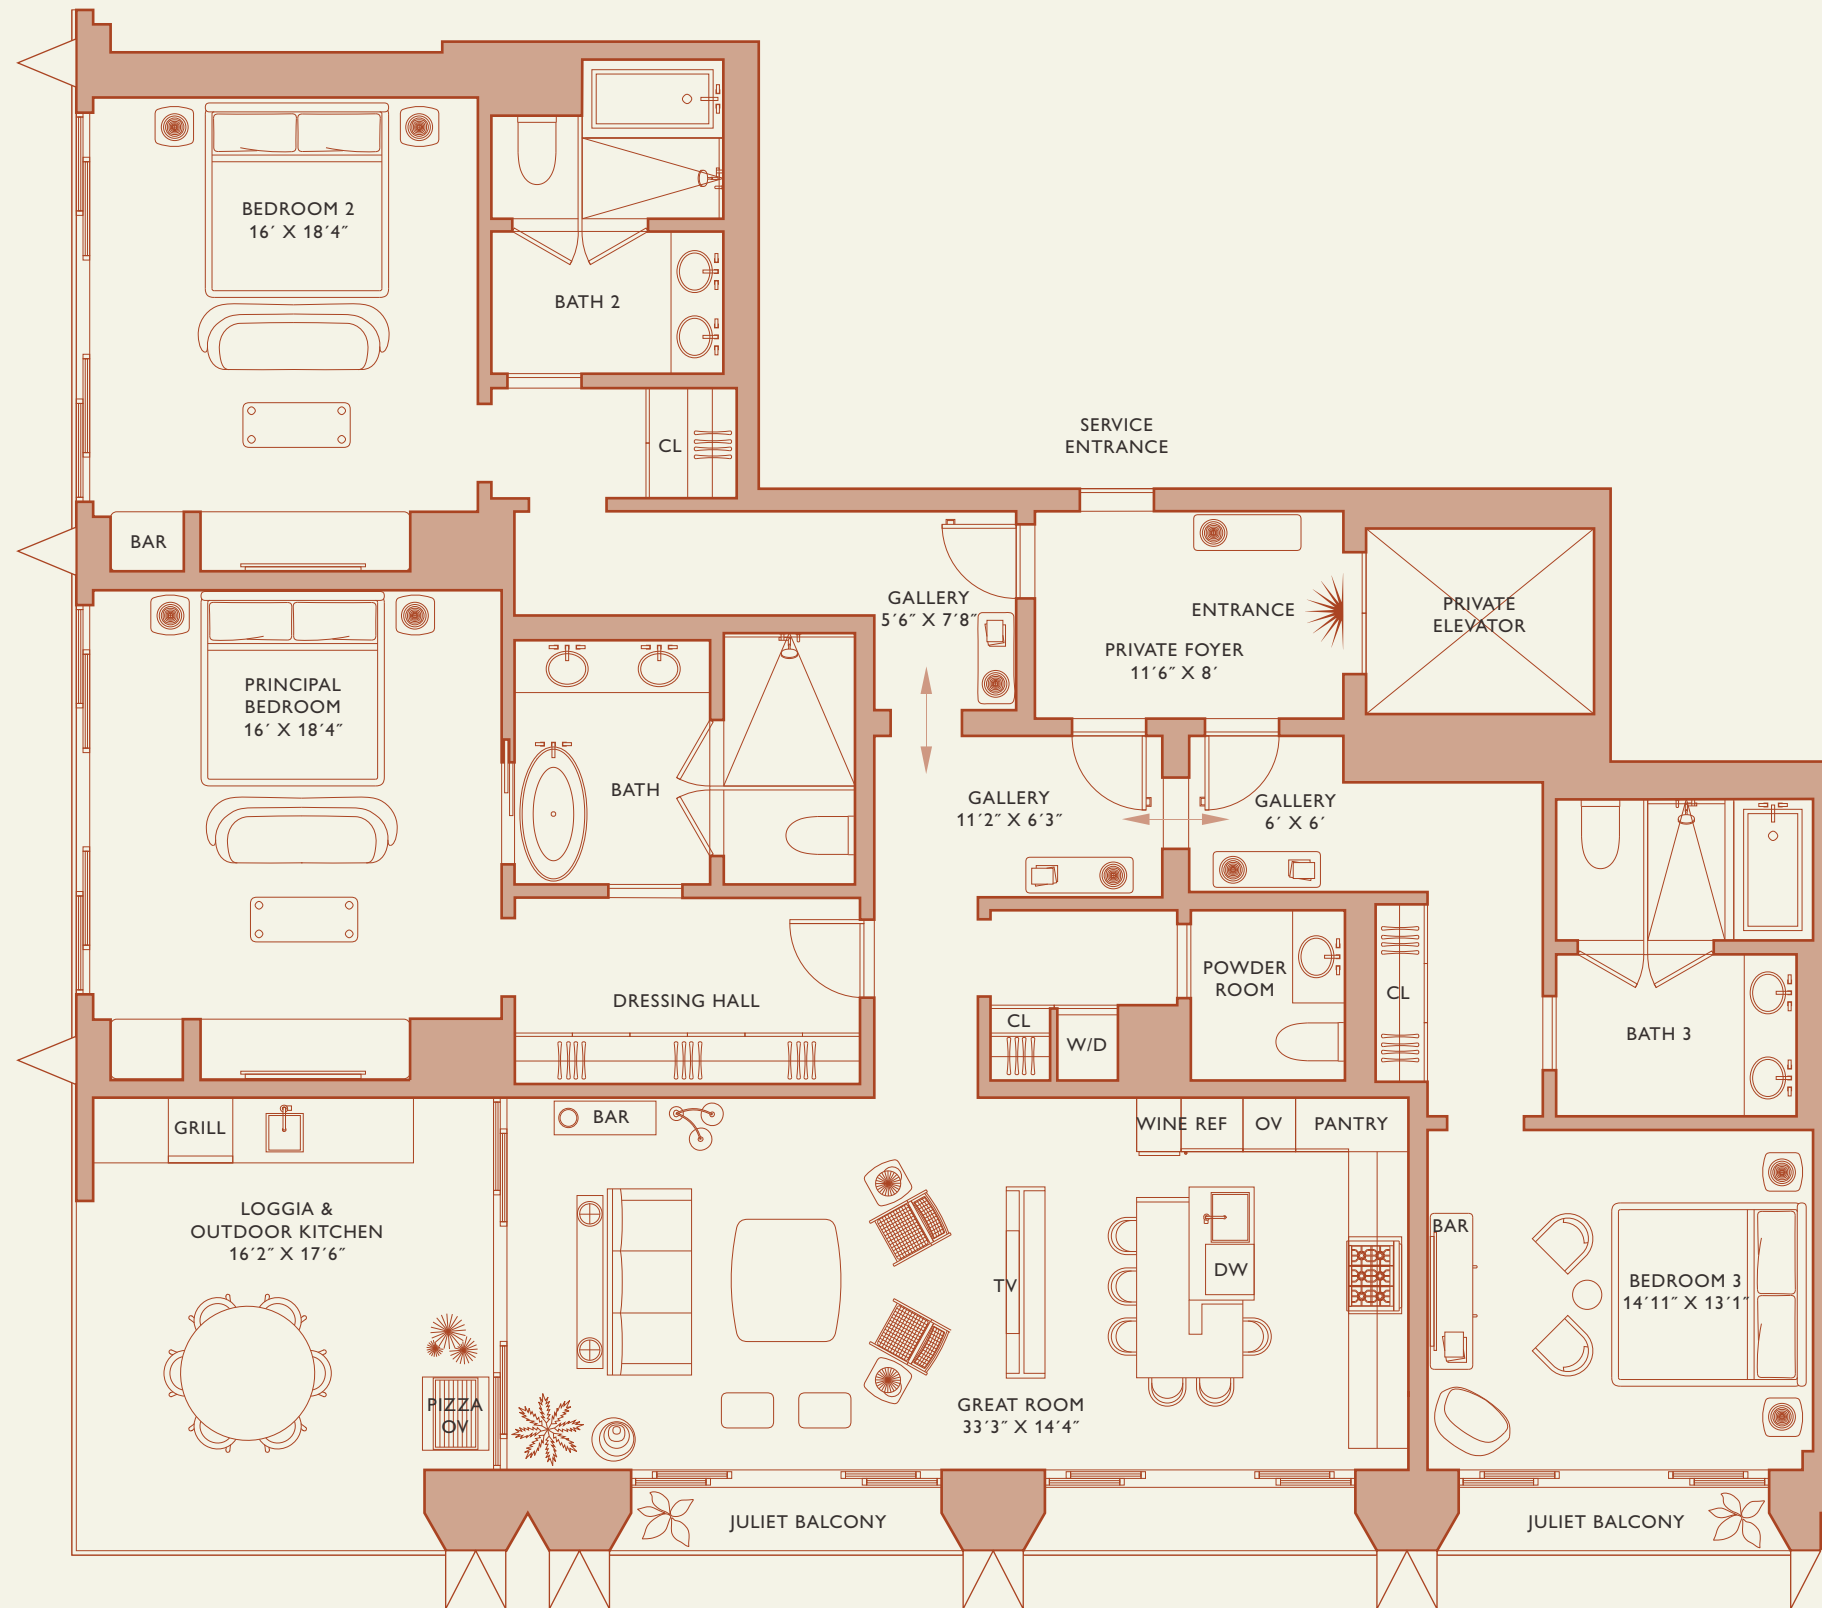 BEDROOM 2
16′ X 18′4″
BATH 2
CL
SERVICE
ENTRANCE
BAR
GALLERY
5′6″ X 7′8″
ENTRANCE
PRIVATE FOYER
11′6″ X 8′
PRIVATE
ELEVATOR
PRINCIPAL
BEDROOM
16′ X 18′4″
BATH
GALLERY
11′2″ X 6′3″
GALLERY
6′ X 6′
DRESSING HALL
POWDER
ROOM
CL
W/D
CL
BATH 3
GRILL
BAR
WINE REF
OV
PANTRY
LOGGIA &
OUTDOOR KITCHEN
16′2″ X 17′6″
TV
DW
BAR
BEDROOM 3
14′11″ X 13′1″
PIZZA
OV
GREAT ROOM
33′3″ X 14′4″
JULIET BALCONY
JULIET BALCONY